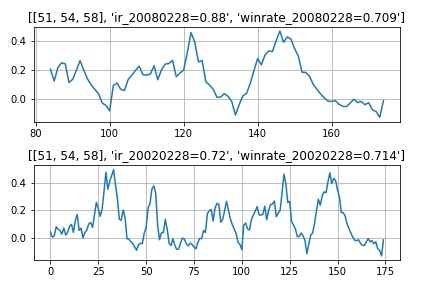 [[51, 54, 58], 'ir_20080228=0.88', 'winrate_20080228=0.709']
0.4
0.2
0.0
80 100 120 140 160
[[51, 54, 58], 'ir_20020228=0.72', 'winrate_20020228=0.714']
0.4
0.2
0.0
0 25 50 75 100 125 150 175